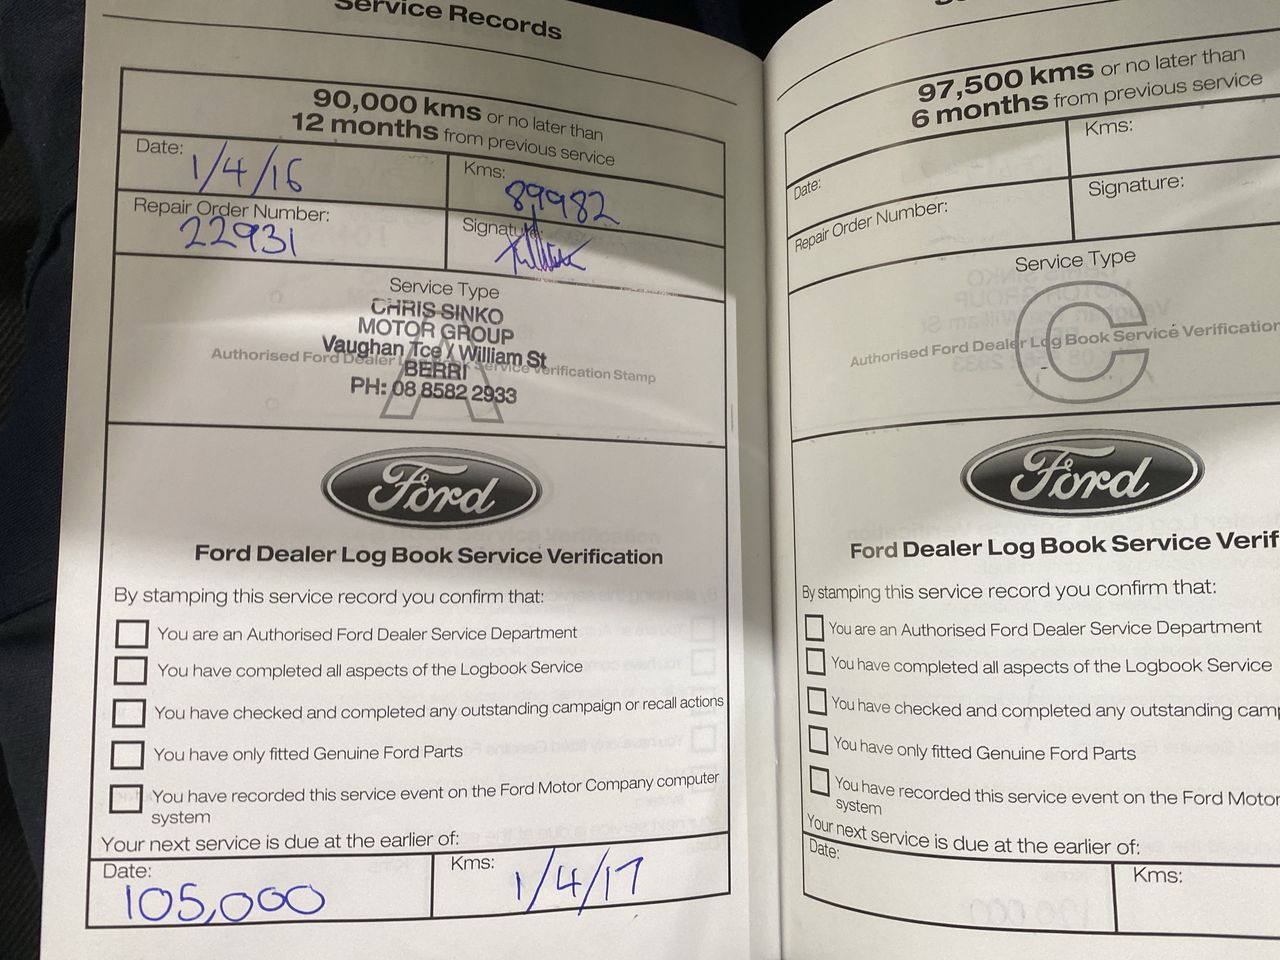 Service Records
90,000 kms or no later than
12 months from previous service
Date: 1/4/16
Kms: 89982
Repair Order Number: 22931
Signature:
Service Type
A
CHRIS SINKO
MOTOR GROUP
Vaughan Tce / William St
BERRI
PH: 08 8582 2933
Authorised Ford Dealer Log Book Service Verification Stamp
Ford
Ford Dealer Log Book Service Verification
By stamping this service record you confirm that:
You are an Authorised Ford Dealer Service Department
You have completed all aspects of the Logbook Service
You have checked and completed any outstanding campaign or recall actions
You have only fitted Genuine Ford Parts
You have recorded this service event on the Ford Motor Company computer
system
Your next service is due at the earlier of:
Date: 105,000
Kms: 1/4/17
97,500 kms or no later than
6 months from previous service
Date:
Kms:
Repair Order Number:
Signature:
Service Type
C
Authorised Ford Dealer Log Book Service Verification
Ford
Ford Dealer Log Book Service Verif
By stamping this service record you confirm that:
You are an Authorised Ford Dealer Service Department
You have completed all aspects of the Logbook Service
You have checked and completed any outstanding camp
You have only fitted Genuine Ford Parts
You have recorded this service event on the Ford Motor
system
Your next service is due at the earlier of:
Date:
Kms: